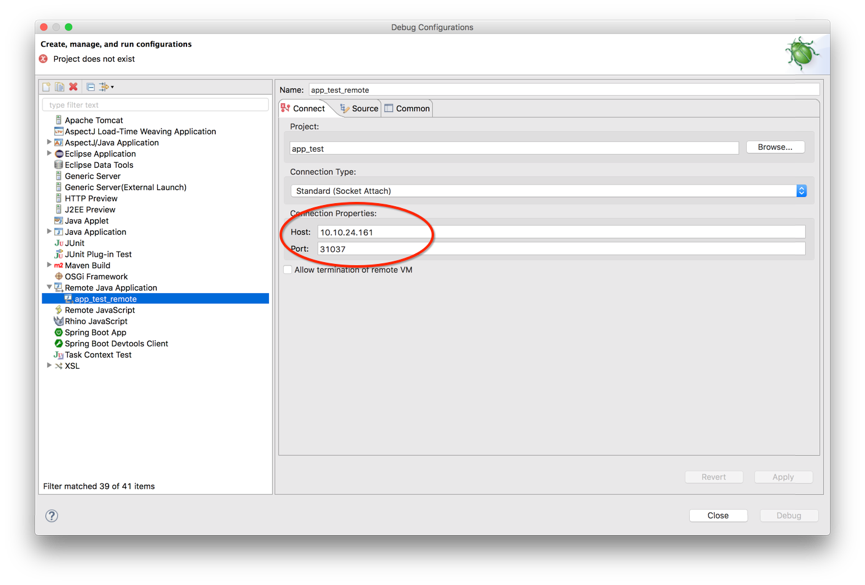 Debug Configurations
Create, manage, and run configurations
Project does not exist
type filter text
Apache Tomcat
AspectJ Load-Time Weaving Application
AspectJ/Java Application
Eclipse Application
Eclipse Data Tools
Generic Server
Generic Server(External Launch)
HTTP Preview
J2EE Preview
Java Applet
Java Application
JUnit
JUnit Plug-in Test
Maven Build
OSGi Framework
Remote Java Application
app_test_remote
Remote JavaScript
Rhino JavaScript
Spring Boot App
Spring Boot Devtools Client
Task Context Test
XSL
Filter matched 39 of 41 items
Name: app_test_remote
Connect Source Common
Project:
app_test Browse...
Connection Type:
Standard (Socket Attach)
Connection Properties:
Host: 10.10.24.161
Port: 31037
Allow termination of remote VM
Revert Apply
Close Debug